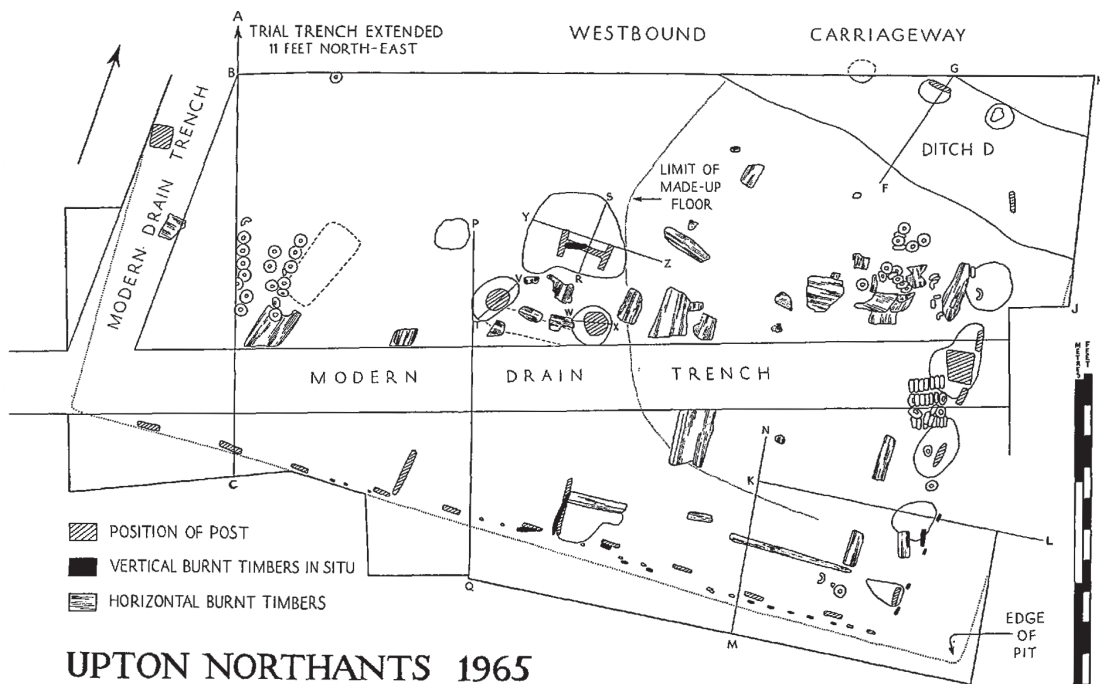 A
TRIAL TRENCH EXTENDED
11 FEET NORTH-EAST
WESTBOUND CARRIAGEWAY
B
G
H
MODERN DRAIN TRENCH
DITCH D
LIMIT OF
MADE-UP
FLOOR
F
S
Y
P
R
Z
V
W
T
X
J
METRES
FEET
MODERN DRAIN TRENCH
N
K
C
L
POSITION OF POST
VERTICAL BURNT TIMBERS IN SITU
HORIZONTAL BURNT TIMBERS
Q
M
EDGE
OF
PIT
UPTON NORTHANTS 1965